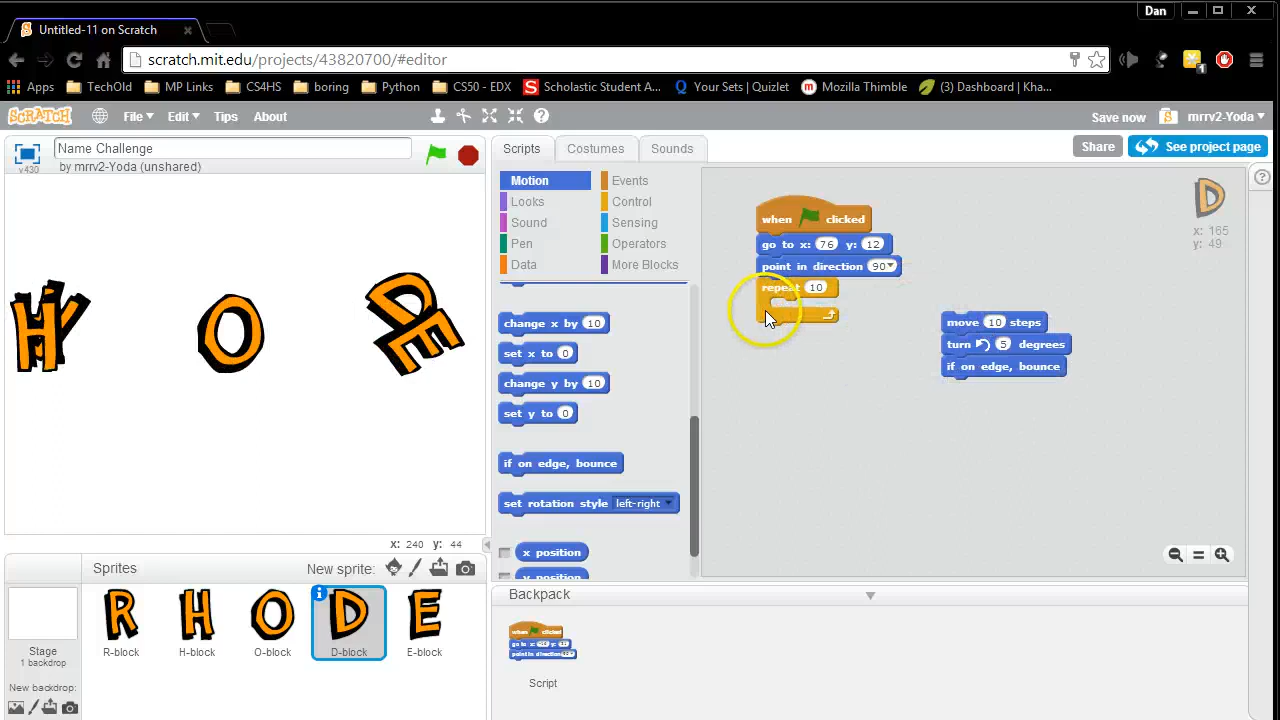 Dan
Untitled-11 on Scratch
scratch.mit.edu/projects/43820700/#editor
Apps TechOld MP Links CS4HS boring Python CS50 - EDX Scholastic Student A... Your Sets | Quizlet Mozilla Thimble (3) Dashboard | Kha...
SCRATCH File Edit Tips About Save now mrrv2-Yoda
Name Challenge
by mrrv2-Yoda (unshared)
v430
Scripts Costumes Sounds Share See project page
Motion Events
Looks Control
Sound Sensing
Pen Operators
Data More Blocks
change x by 10
set x to 0
change y by 10
set y to 0
if on edge, bounce
set rotation style left-right
x position
y position
when clicked
go to x: 76 y: 12
point in direction 90
repeat 10
move 10 steps
turn 5 degrees
if on edge, bounce
D
x: 165
y: 49
H O D E
x: 240 y: 44
Sprites New sprite:
Stage
1 backdrop
New backdrop:
R H O D E
R-block H-block O-block D-block E-block
Backpack
when clicked
point in direction
Script